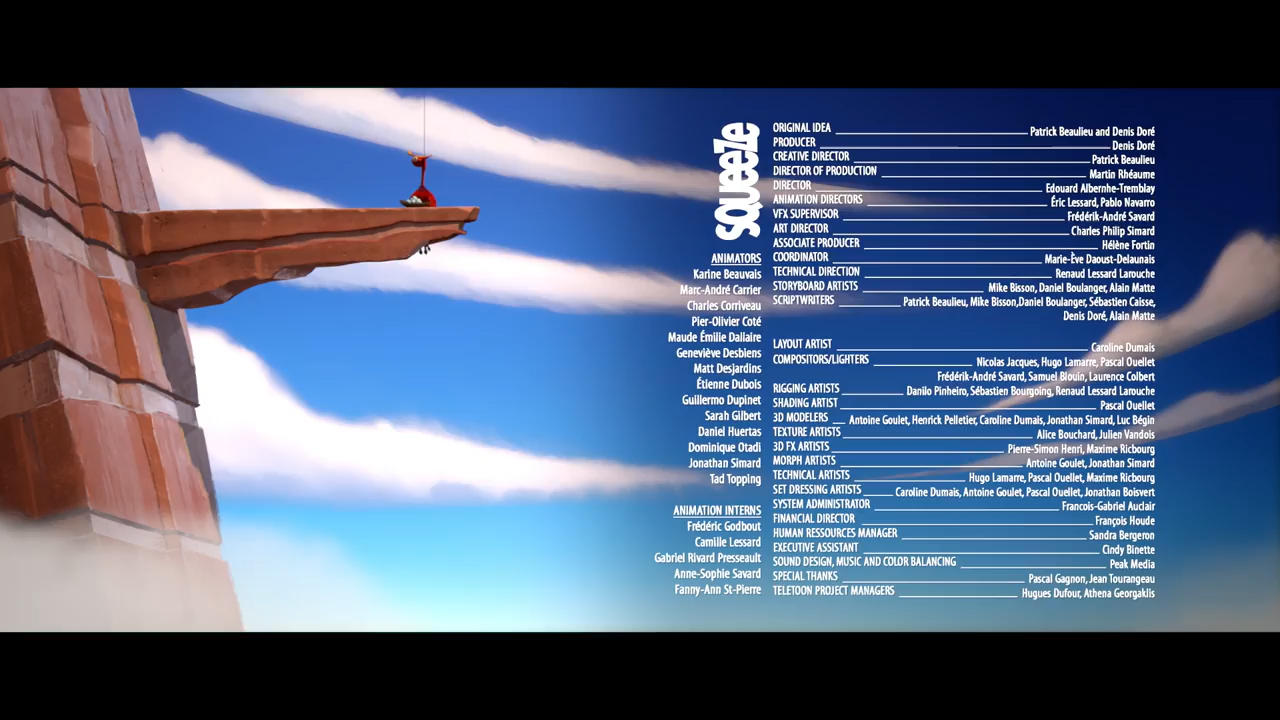 squeeze
ANIMATORS
Karine Beauvais
Marc-André Carrier
Charles Corriveau
Pier-Olivier Coté
Maude Émilie Dallaire
Geneviève Desbiens
Matt Desjardins
Étienne Dubois
Guillermo Dupinet
Sarah Gilbert
Daniel Huertas
Dominique Otadi
Jonathan Simard
Tad Topping
ANIMATION INTERNS
Frédéric Godbout
Camille Lessard
Gabriel Rivard Presseault
Anne-Sophie Savard
Fanny-Ann St-Pierre
ORIGINAL IDEA Patrick Beaulieu and Denis Doré
PRODUCER Denis Doré
CREATIVE DIRECTOR Patrick Beaulieu
DIRECTOR OF PRODUCTION Martin Rhéaume
DIRECTOR Edouard Albernhe-Tremblay
ANIMATION DIRECTORS Éric Lessard, Pablo Navarro
VFX SUPERVISOR Frédérik-André Savard
ART DIRECTOR Charles Philip Simard
ASSOCIATE PRODUCER Hélène Fortin
COORDINATOR Marie-Ève Daoust-Delaunais
TECHNICAL DIRECTION Renaud Lessard Larouche
STORYBOARD ARTISTS Mike Bisson, Daniel Boulanger, Alain Matte
SCRIPTWRITERS Patrick Beaulieu, Mike Bisson,Daniel Boulanger, Sébastien Caisse,
Denis Doré, Alain Matte
LAYOUT ARTIST Caroline Dumais
COMPOSITORS/LIGHTERS Nicolas Jacques, Hugo Lamarre, Pascal Ouellet
Frédérik-André Savard, Samuel Blouin, Laurence Colbert
RIGGING ARTISTS Danilo Pinheiro, Sébastien Bourgoing, Renaud Lessard Larouche
SHADING ARTIST Pascal Ouellet
3D MODELERS Antoine Goulet, Henrick Pelletier, Caroline Dumais, Jonathan Simard, Luc Bégin
TEXTURE ARTISTS Alice Bouchard, Julien Vandois
3D FX ARTISTS Pierre-Simon Henri, Maxime Ricbourg
MORPH ARTISTS Antoine Goulet, Jonathan Simard
TECHNICAL ARTISTS Hugo Lamarre, Pascal Ouellet, Maxime Ricbourg
SET DRESSING ARTISTS Caroline Dumais, Antoine Goulet, Pascal Ouellet, Jonathan Boisvert
SYSTEM ADMINISTRATOR Francois-Gabriel Auclair
FINANCIAL DIRECTOR François Houde
HUMAN RESSOURCES MANAGER Sandra Bergeron
EXECUTIVE ASSISTANT Cindy Binette
SOUND DESIGN, MUSIC AND COLOR BALANCING Peak Media
SPECIAL THANKS Pascal Gagnon, Jean Tourangeau
TELETOON PROJECT MANAGERS Hugues Dufour, Athena Georgaklis